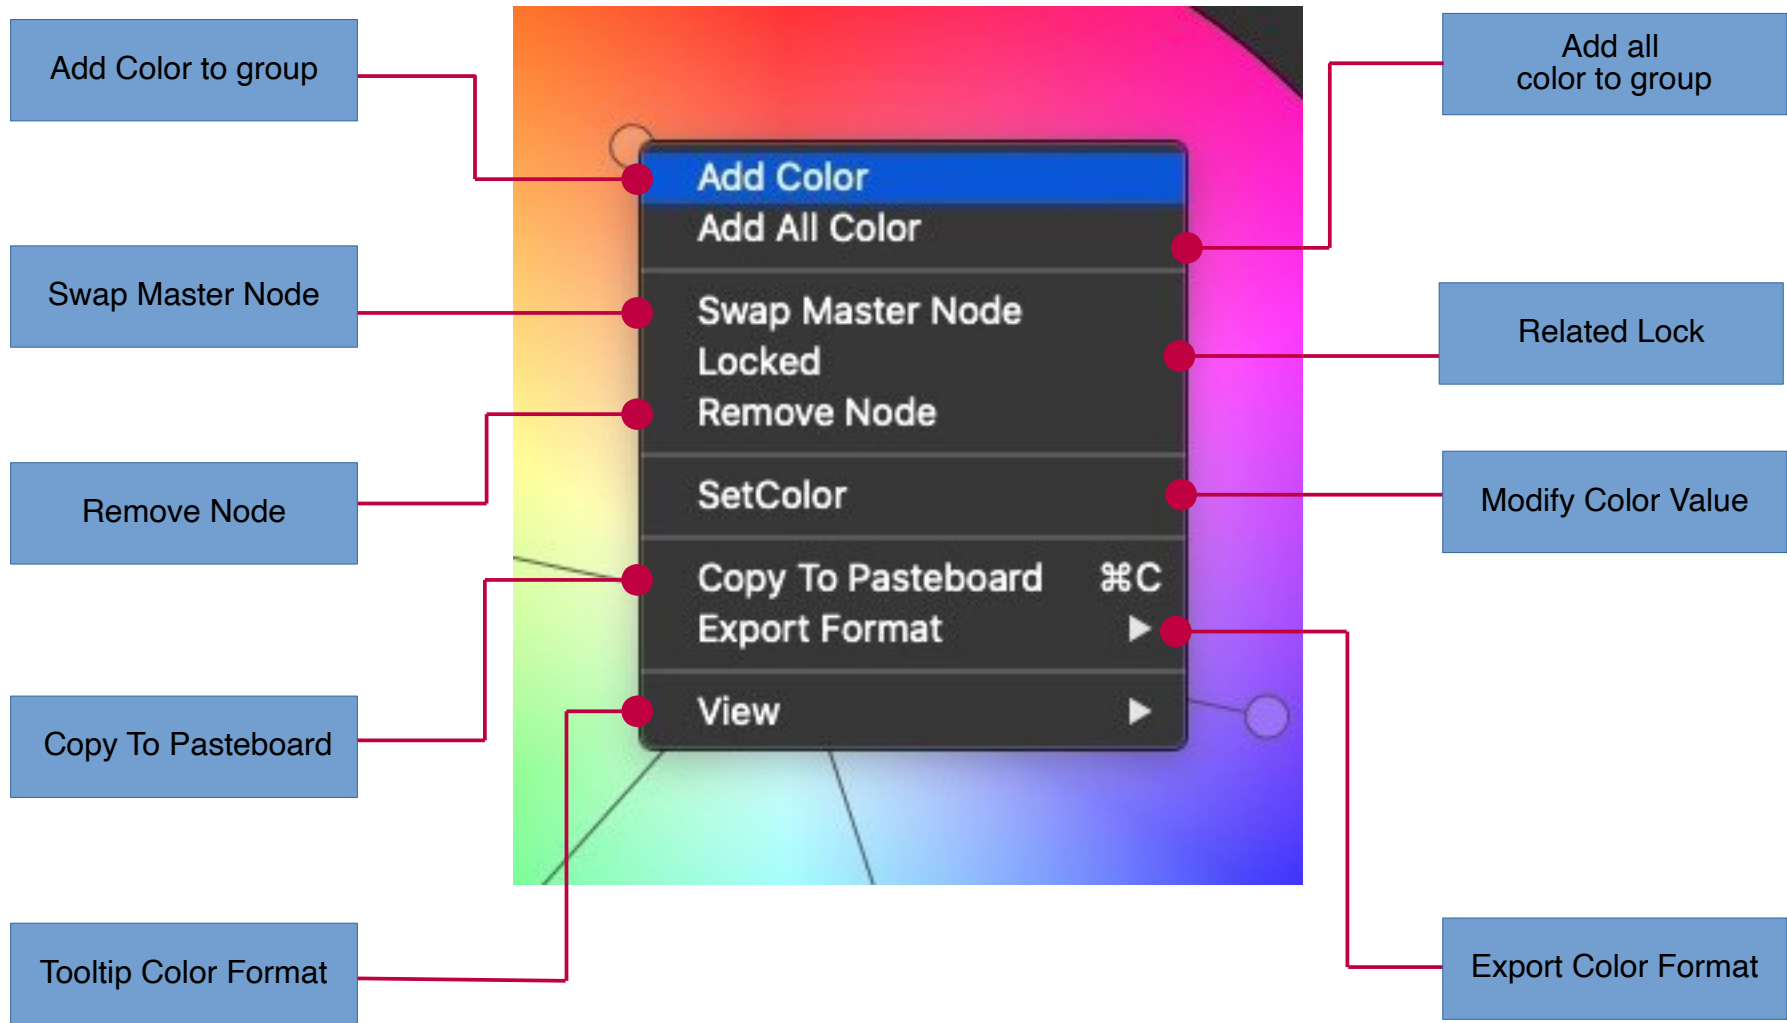 Add Color to group
Swap Master Node
Remove Node
Copy To Pasteboard
Tooltip Color Format
Add Color
Add All Color
Swap Master Node
Locked
Remove Node
SetColor
Copy To Pasteboard ⌘C
Export Format ▶
View ▶
Add all
color to group
Related Lock
Modify Color Value
Export Color Format